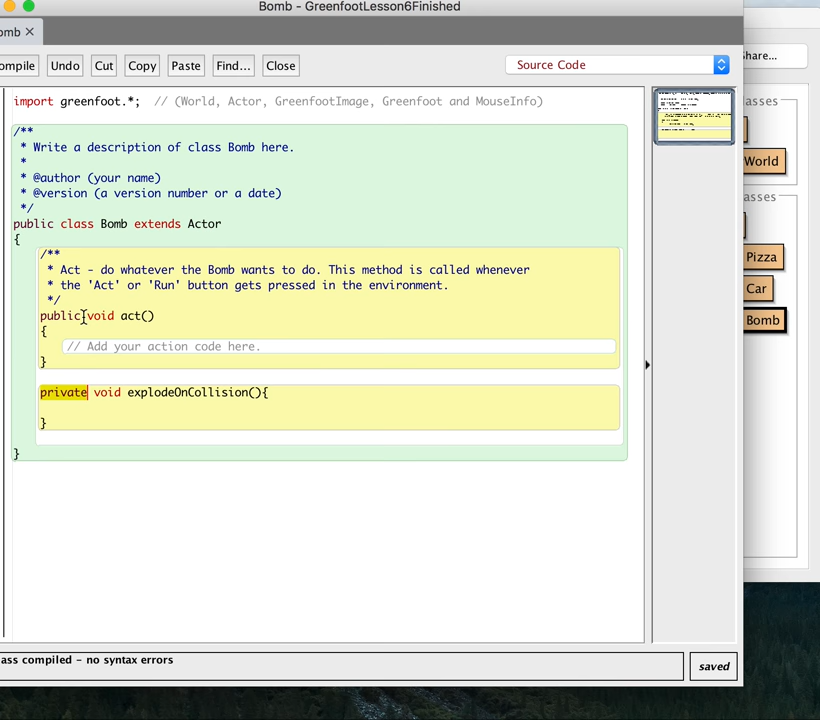 Bomb - GreenfootLesson6Finished
omb ✕
ompile Undo Cut Copy Paste Find... Close Source Code
hare...
import greenfoot.*;  // (World, Actor, GreenfootImage, Greenfoot and MouseInfo)
/**
 * Write a description of class Bomb here.
 *
 * @author (your name)
 * @version (a version number or a date)
 */
public class Bomb extends Actor
{
    /**
     * Act - do whatever the Bomb wants to do. This method is called whenever
     * the 'Act' or 'Run' button gets pressed in the environment.
     */
    public void act()
    {
        // Add your action code here.
    }
    private void explodeOnCollision(){
    }
}
lasses
World
asses
Pizza
Car
Bomb
ass compiled - no syntax errors
saved